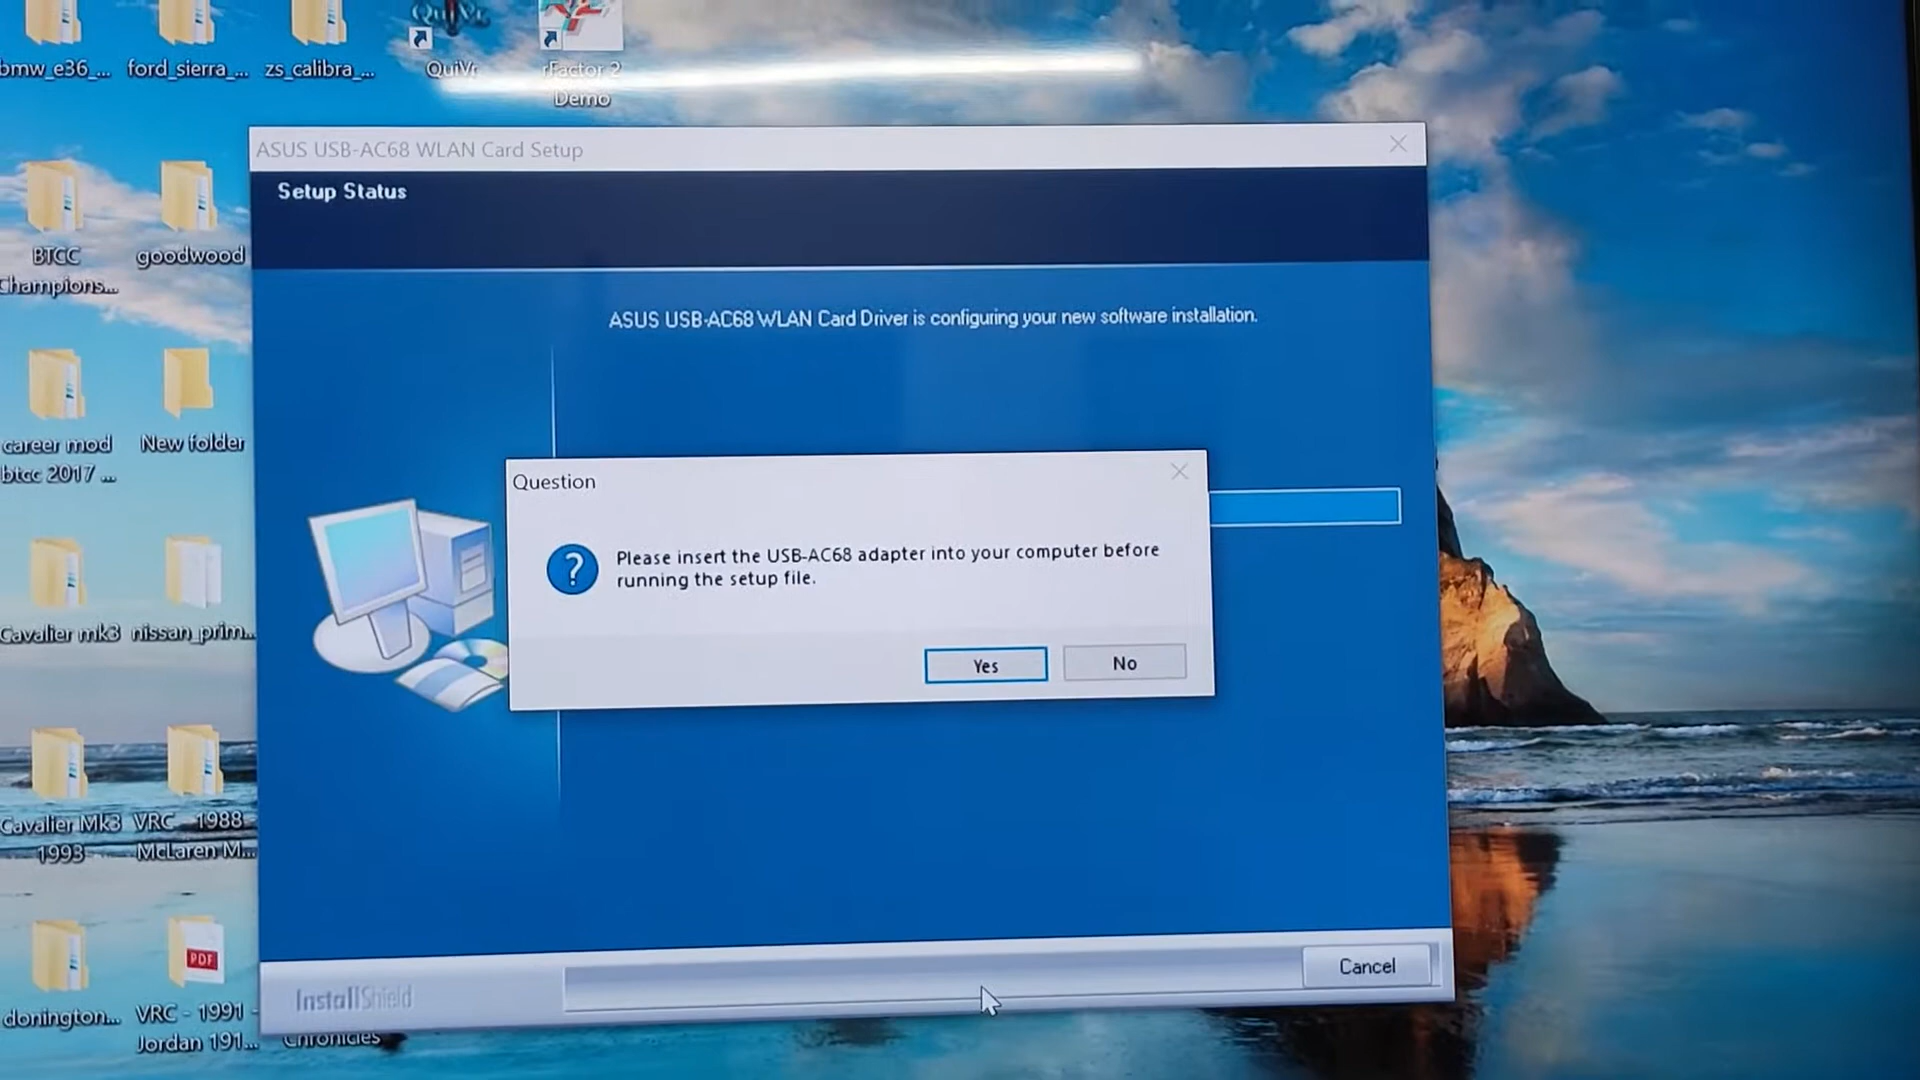 bmw_e36_...
ford_sierra_...
zs_calibra_...
QuiVr
rFactor 2
Demo
ASUS USB-AC68 WLAN Card Setup
Setup Status
BTCC
Champions...
goodwood
ASUS USB-AC68 WLAN Card Driver is configuring your new software installation.
career mod
btcc 2017 ...
New folder
Question
Please insert the USB-AC68 adapter into your computer before
running the setup file.
Yes
No
Cavalier mk3
nissan_prim...
Cavalier Mk3
1993
VRC - 1988
McLaren M...
PDF
Cancel
InstallShield
donington...
VRC - 1991 -
Jordan 191...
Chronicles